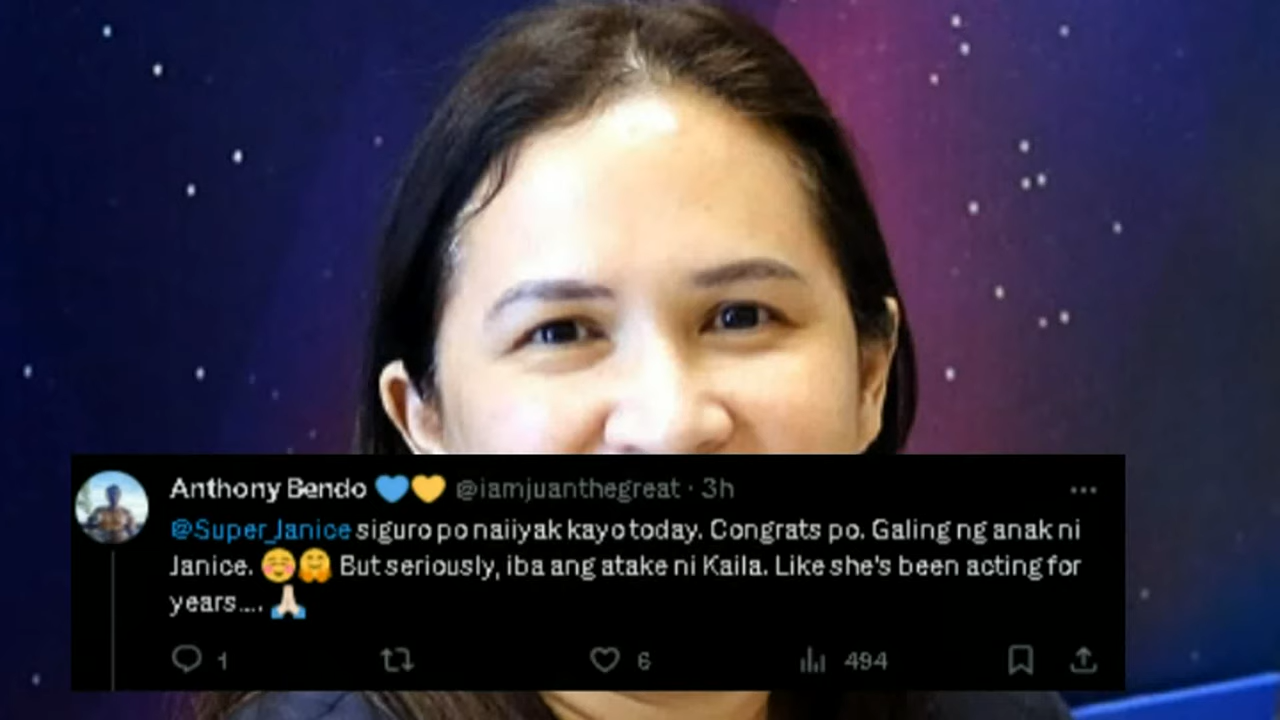 Anthony Bendo 💙💛 @iamjuanthegreat · 3h
@Super_Janice siguro po naiiyak kayo today. Congrats po. Galing ng anak ni
Janice. ☺️🤗 But seriously, iba ang atake ni Kaila. Like she's been acting for
years.... 🙏🏻
1 6 494